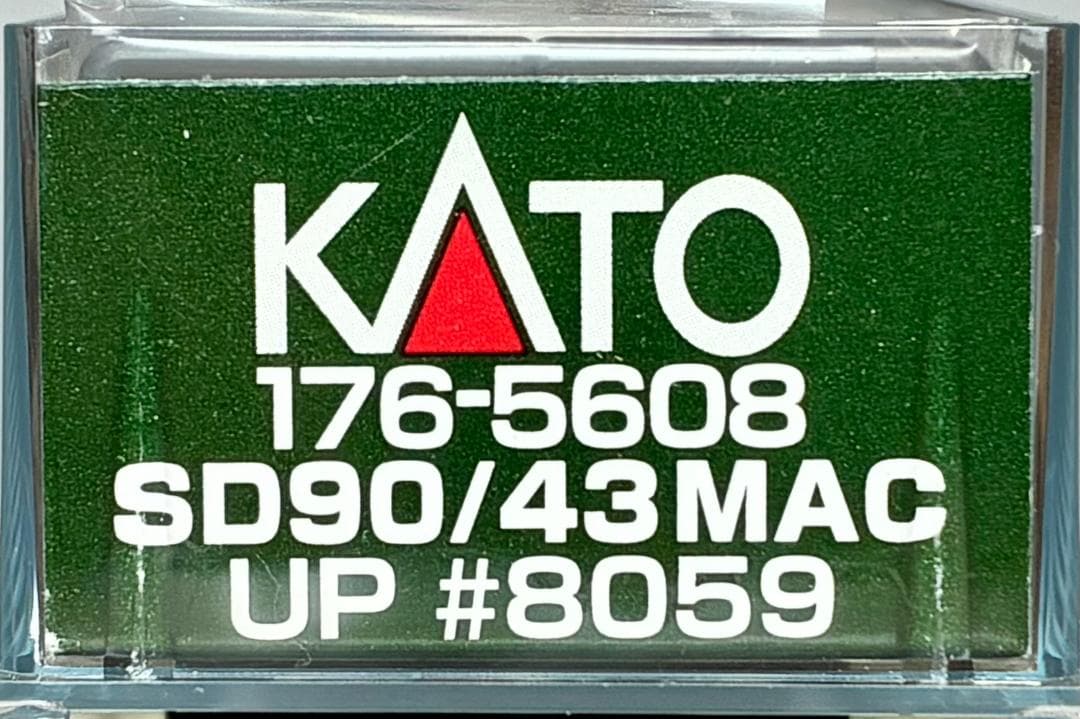 KATO
176-5608
SD90/43MAC
UP #8059